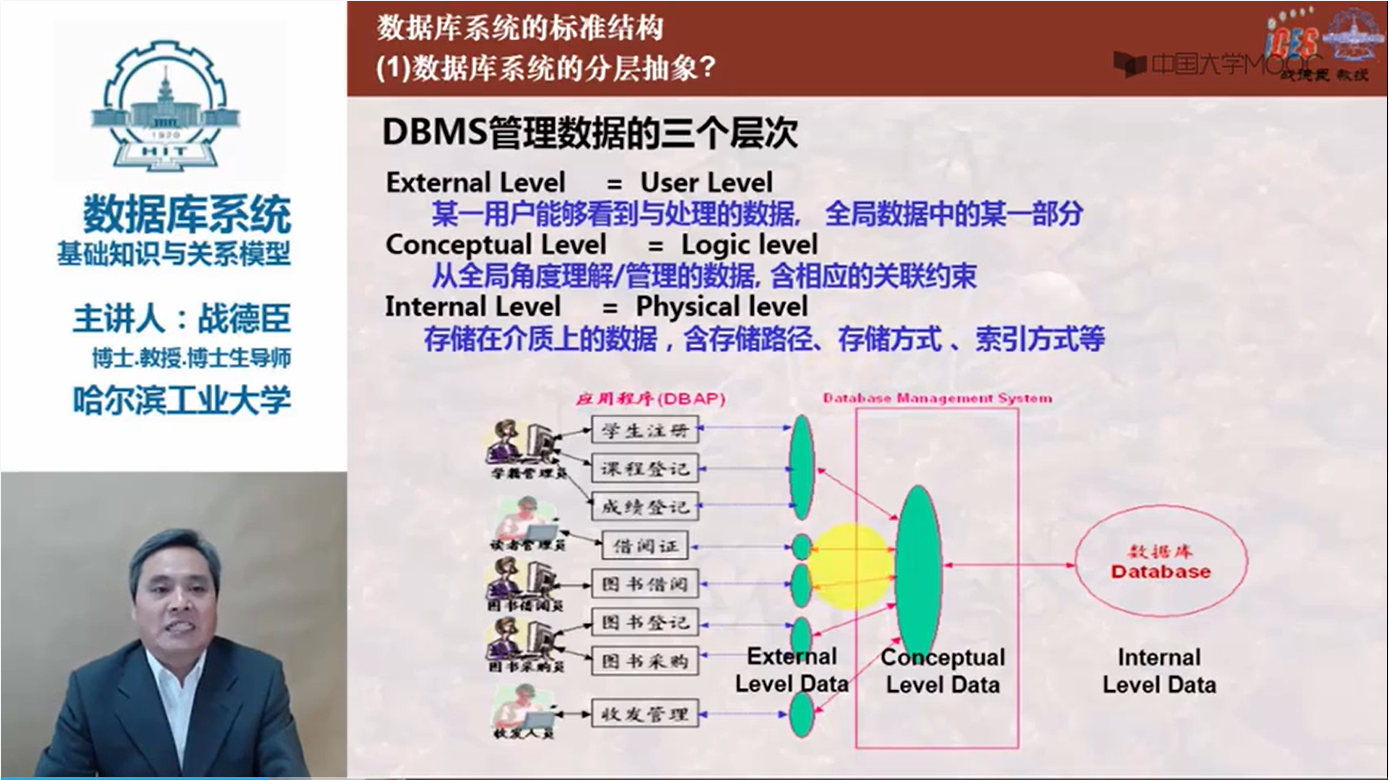 1920
HIT
数据库系统
基础知识与关系模型
主讲人：战德臣
博士.教授.博士生导师
哈尔滨工业大学
数据库系统的标准结构
(1)数据库系统的分层抽象?
iCES
中国大学MOOC
战德臣 教授
DBMS管理数据的三个层次
External Level = User Level
某一用户能够看到与处理的数据, 全局数据中的某一部分
Conceptual Level = Logic level
从全局角度理解/管理的数据, 含相应的关联约束
Internal Level = Physical level
存储在介质上的数据，含存储路径、存储方式 、索引方式等
应用程序(DBAP)
Database Management System
学生注册
学籍管理员
课程登记
成绩登记
读者管理员
借阅证
图书借阅
图书借阅员
图书登记
图书采购员
图书采购
收发管理
收发人员
数据库
Database
External
Level Data
Conceptual
Level Data
Internal
Level Data